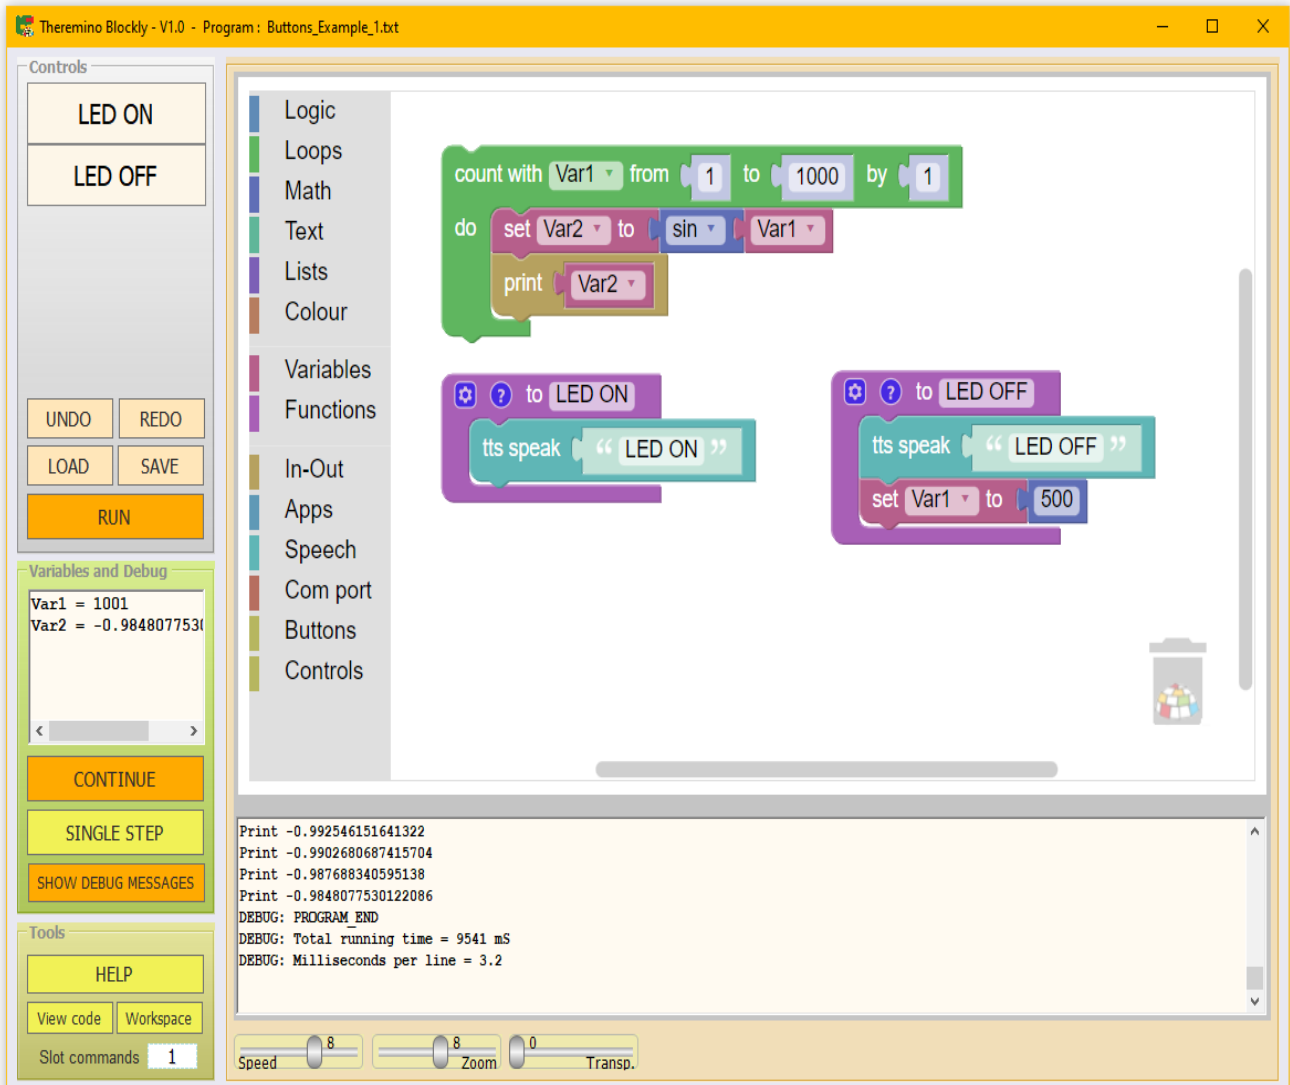 Theremino Blockly - V1.0 - Program : Buttons_Example_1.txt
Controls
LED ON
LED OFF
UNDO REDO
LOAD SAVE
RUN
Variables and Debug
Var1 = 1001
Var2 = -0.984807753
CONTINUE
SINGLE STEP
SHOW DEBUG MESSAGES
Tools
HELP
View code Workspace
Slot commands 1
Logic
Loops
Math
Text
Lists
Colour
Variables
Functions
In-Out
Apps
Speech
Com port
Buttons
Controls
count with Var1 from 1 to 1000 by 1
do set Var2 to sin Var1
print Var2
? to LED ON
tts speak “ LED ON ”
? to LED OFF
tts speak “ LED OFF ”
set Var1 to 500
Print -0.992546151641322
Print -0.9902680687415704
Print -0.987688340595138
Print -0.9848077530122086
DEBUG: PROGRAM_END
DEBUG: Total running time = 9541 mS
DEBUG: Milliseconds per line = 3.2
Speed 8
8 Zoom
0 Transp.